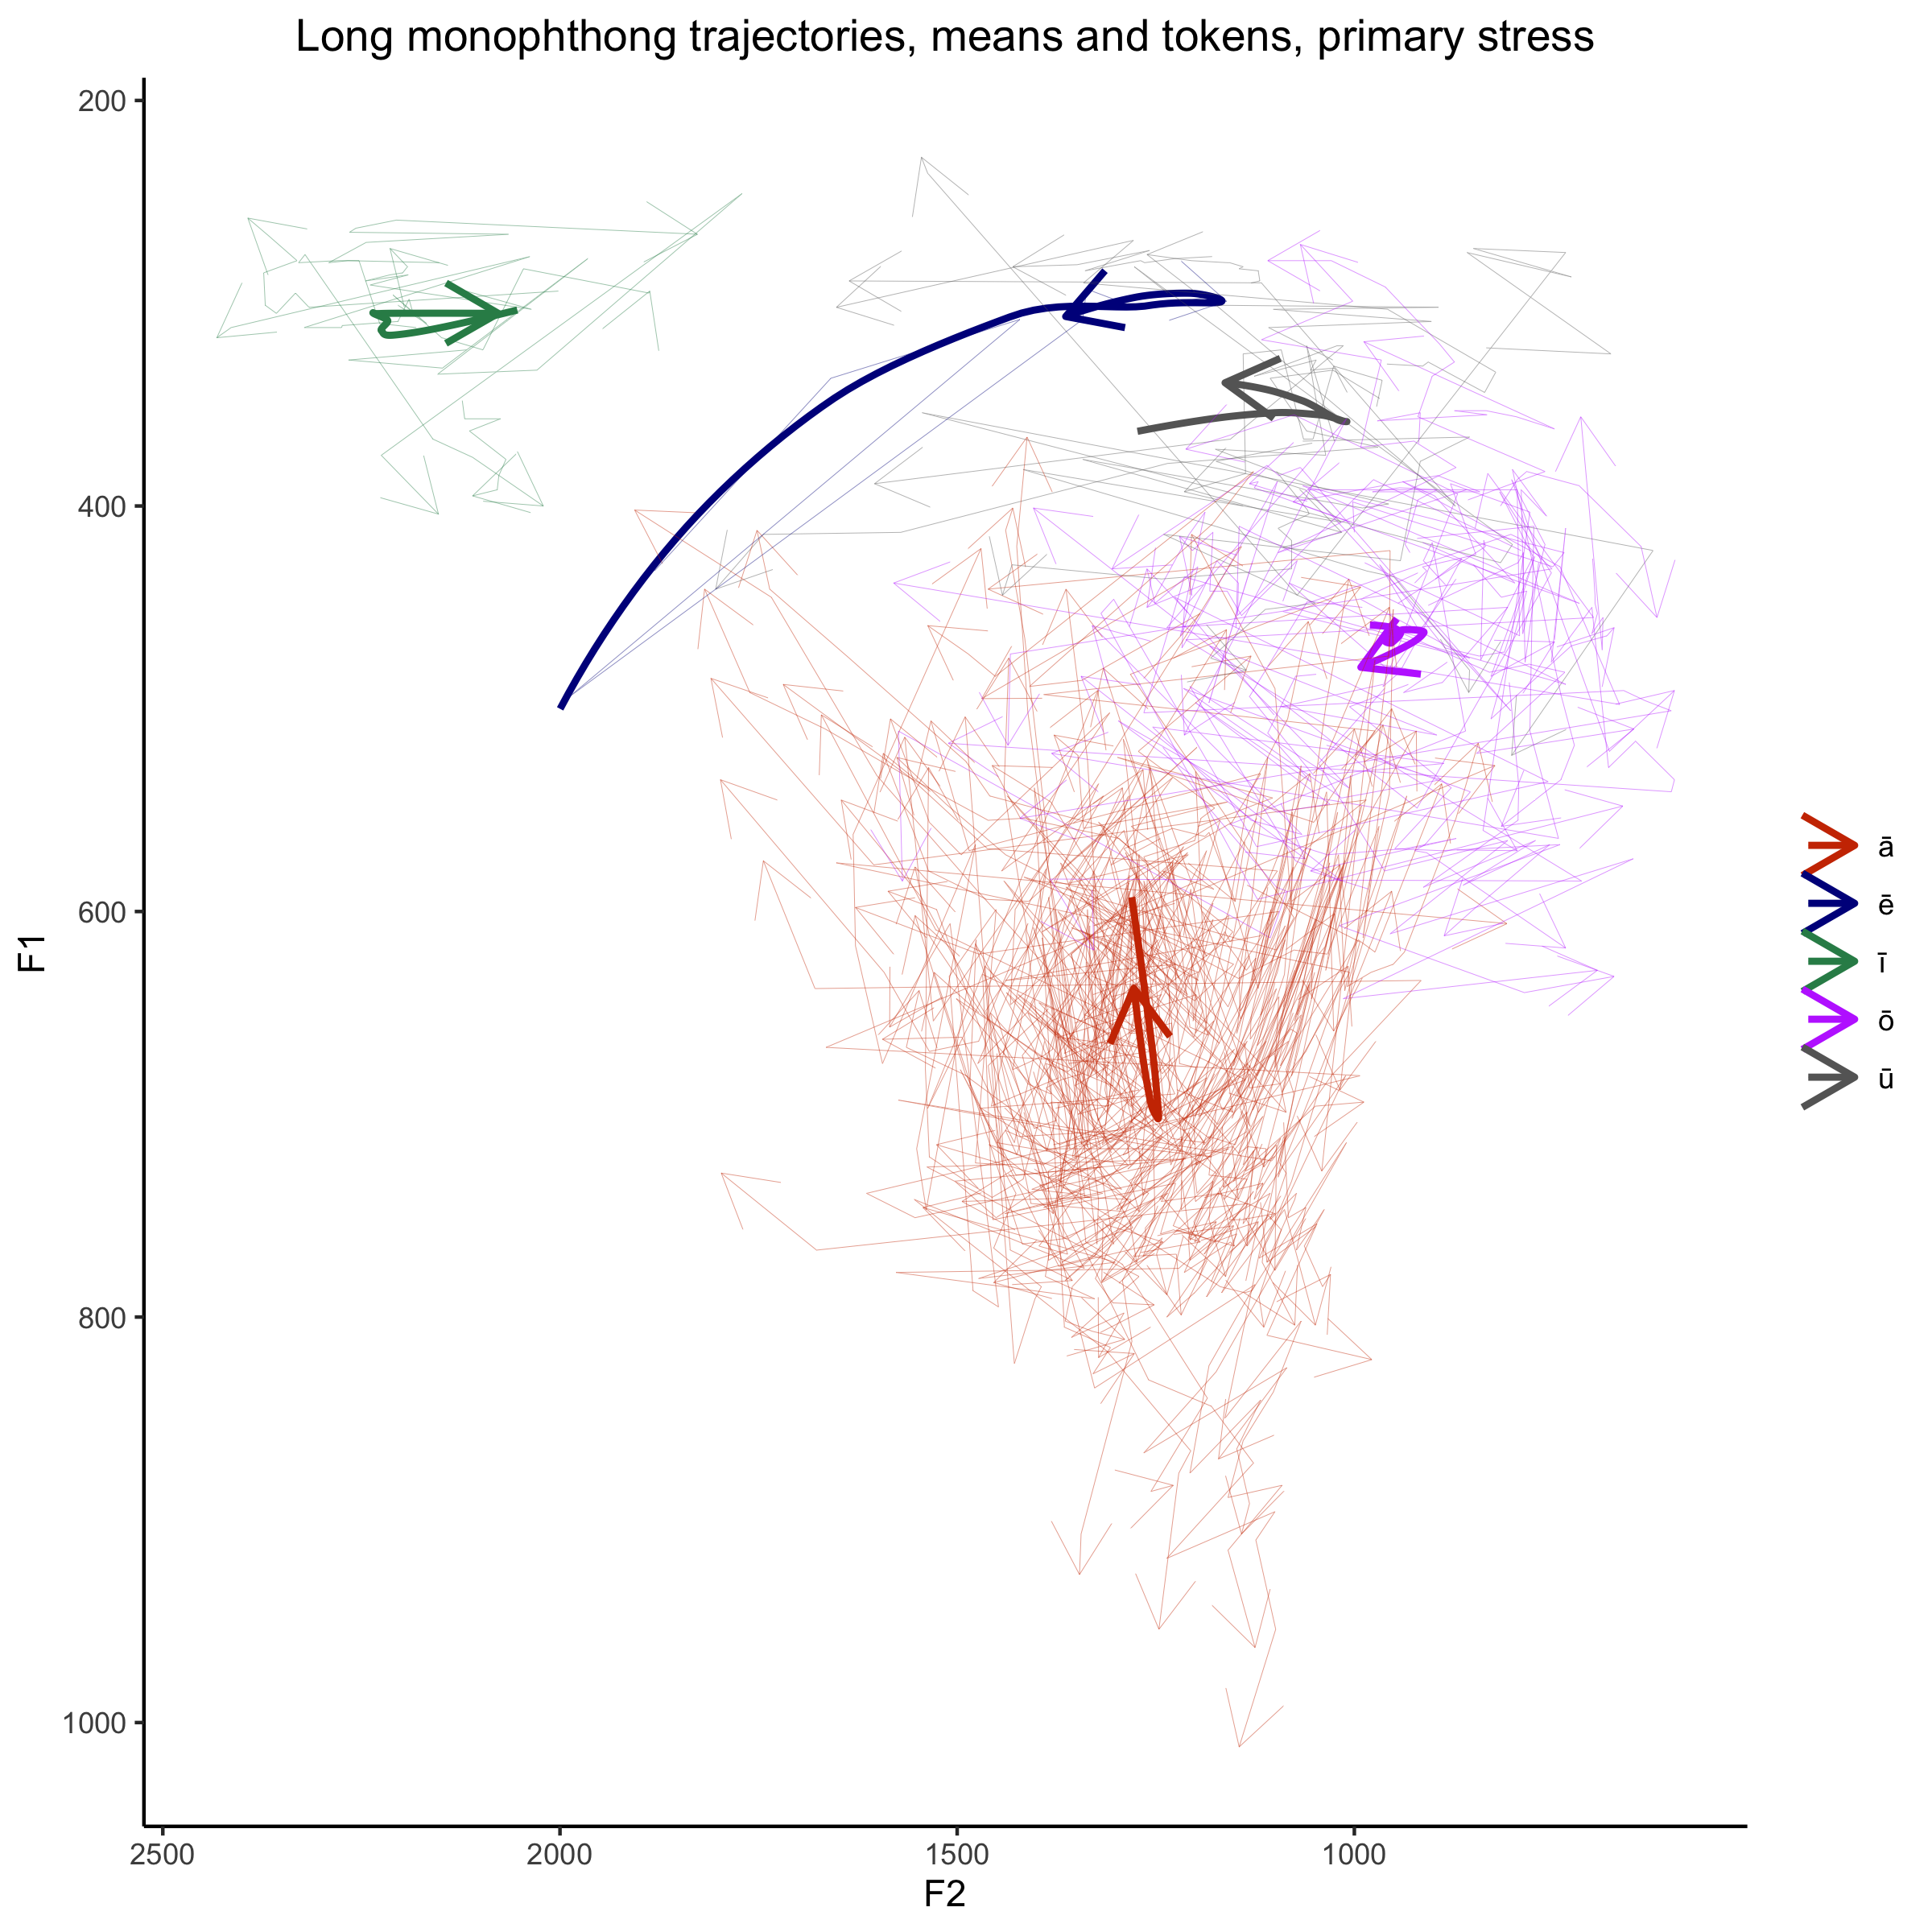 Long monophthong trajectories, means and tokens, primary stress
200
400
600
800
1000
F1
2500
2000
1500
1000
F2
ā
ē
ī
ō
ū